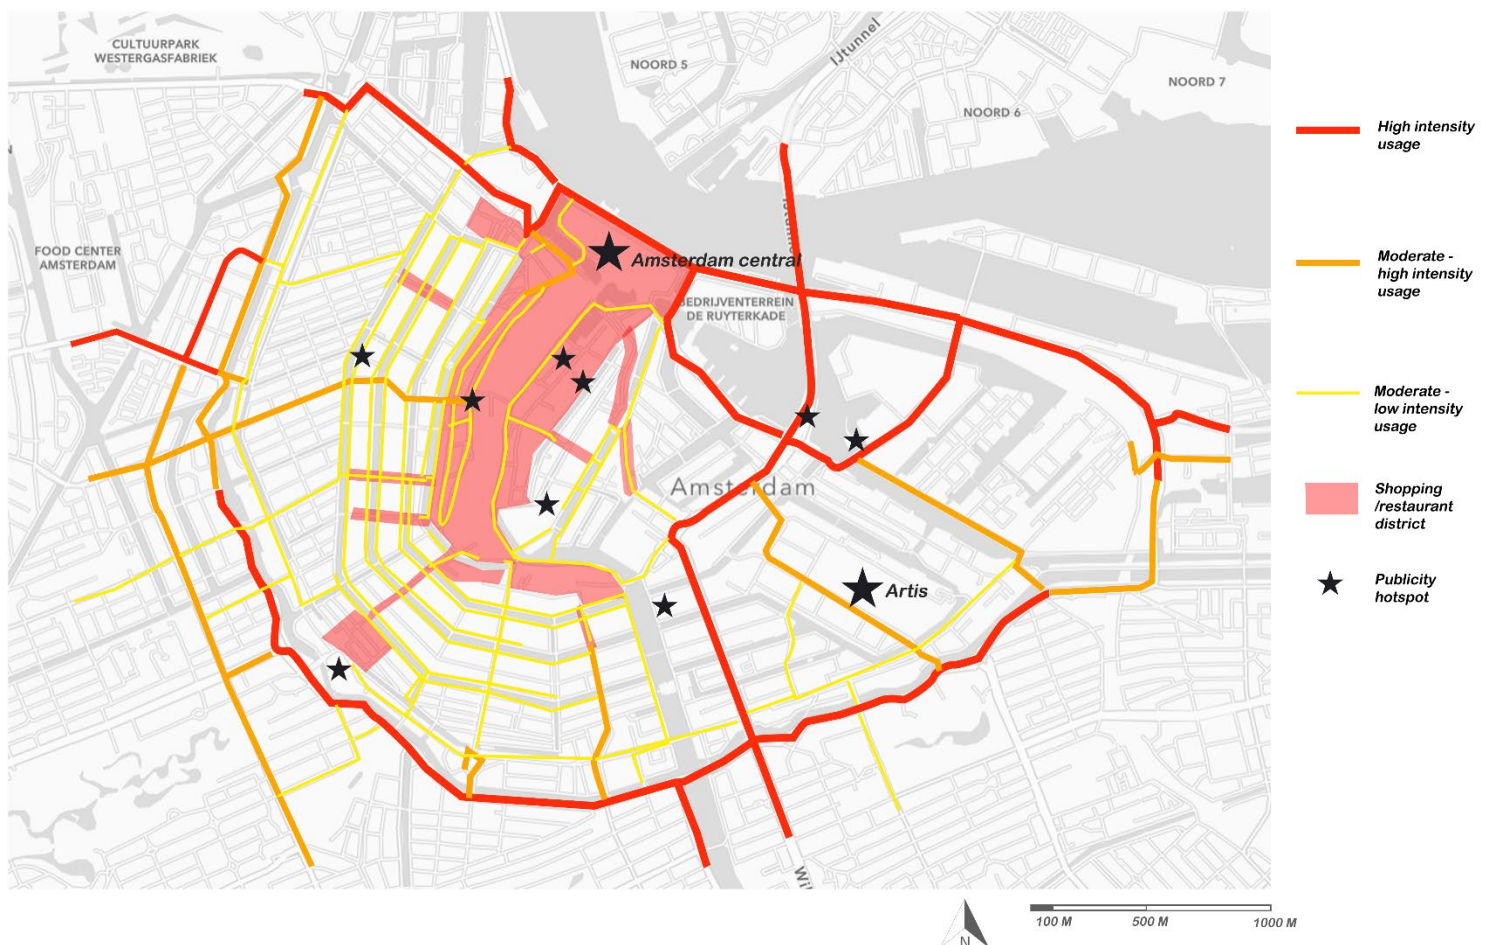 CULTUURPARK
WESTERGASFABRIEK
NOORD 5
IJtunnel
NOORD 7
NOORD 6
FOOD CENTER
AMSTERDAM
N
Amsterdam central
BEDRIJVENTERREIN
DE RUYTERKADE
Amsterdam
Artis
High intensity
usage
Moderate -
high intensity
usage
Moderate -
low intensity
usage
Shopping
/restaurant
district
Publicity
hotspot
N
100 M
500 M
1000 M